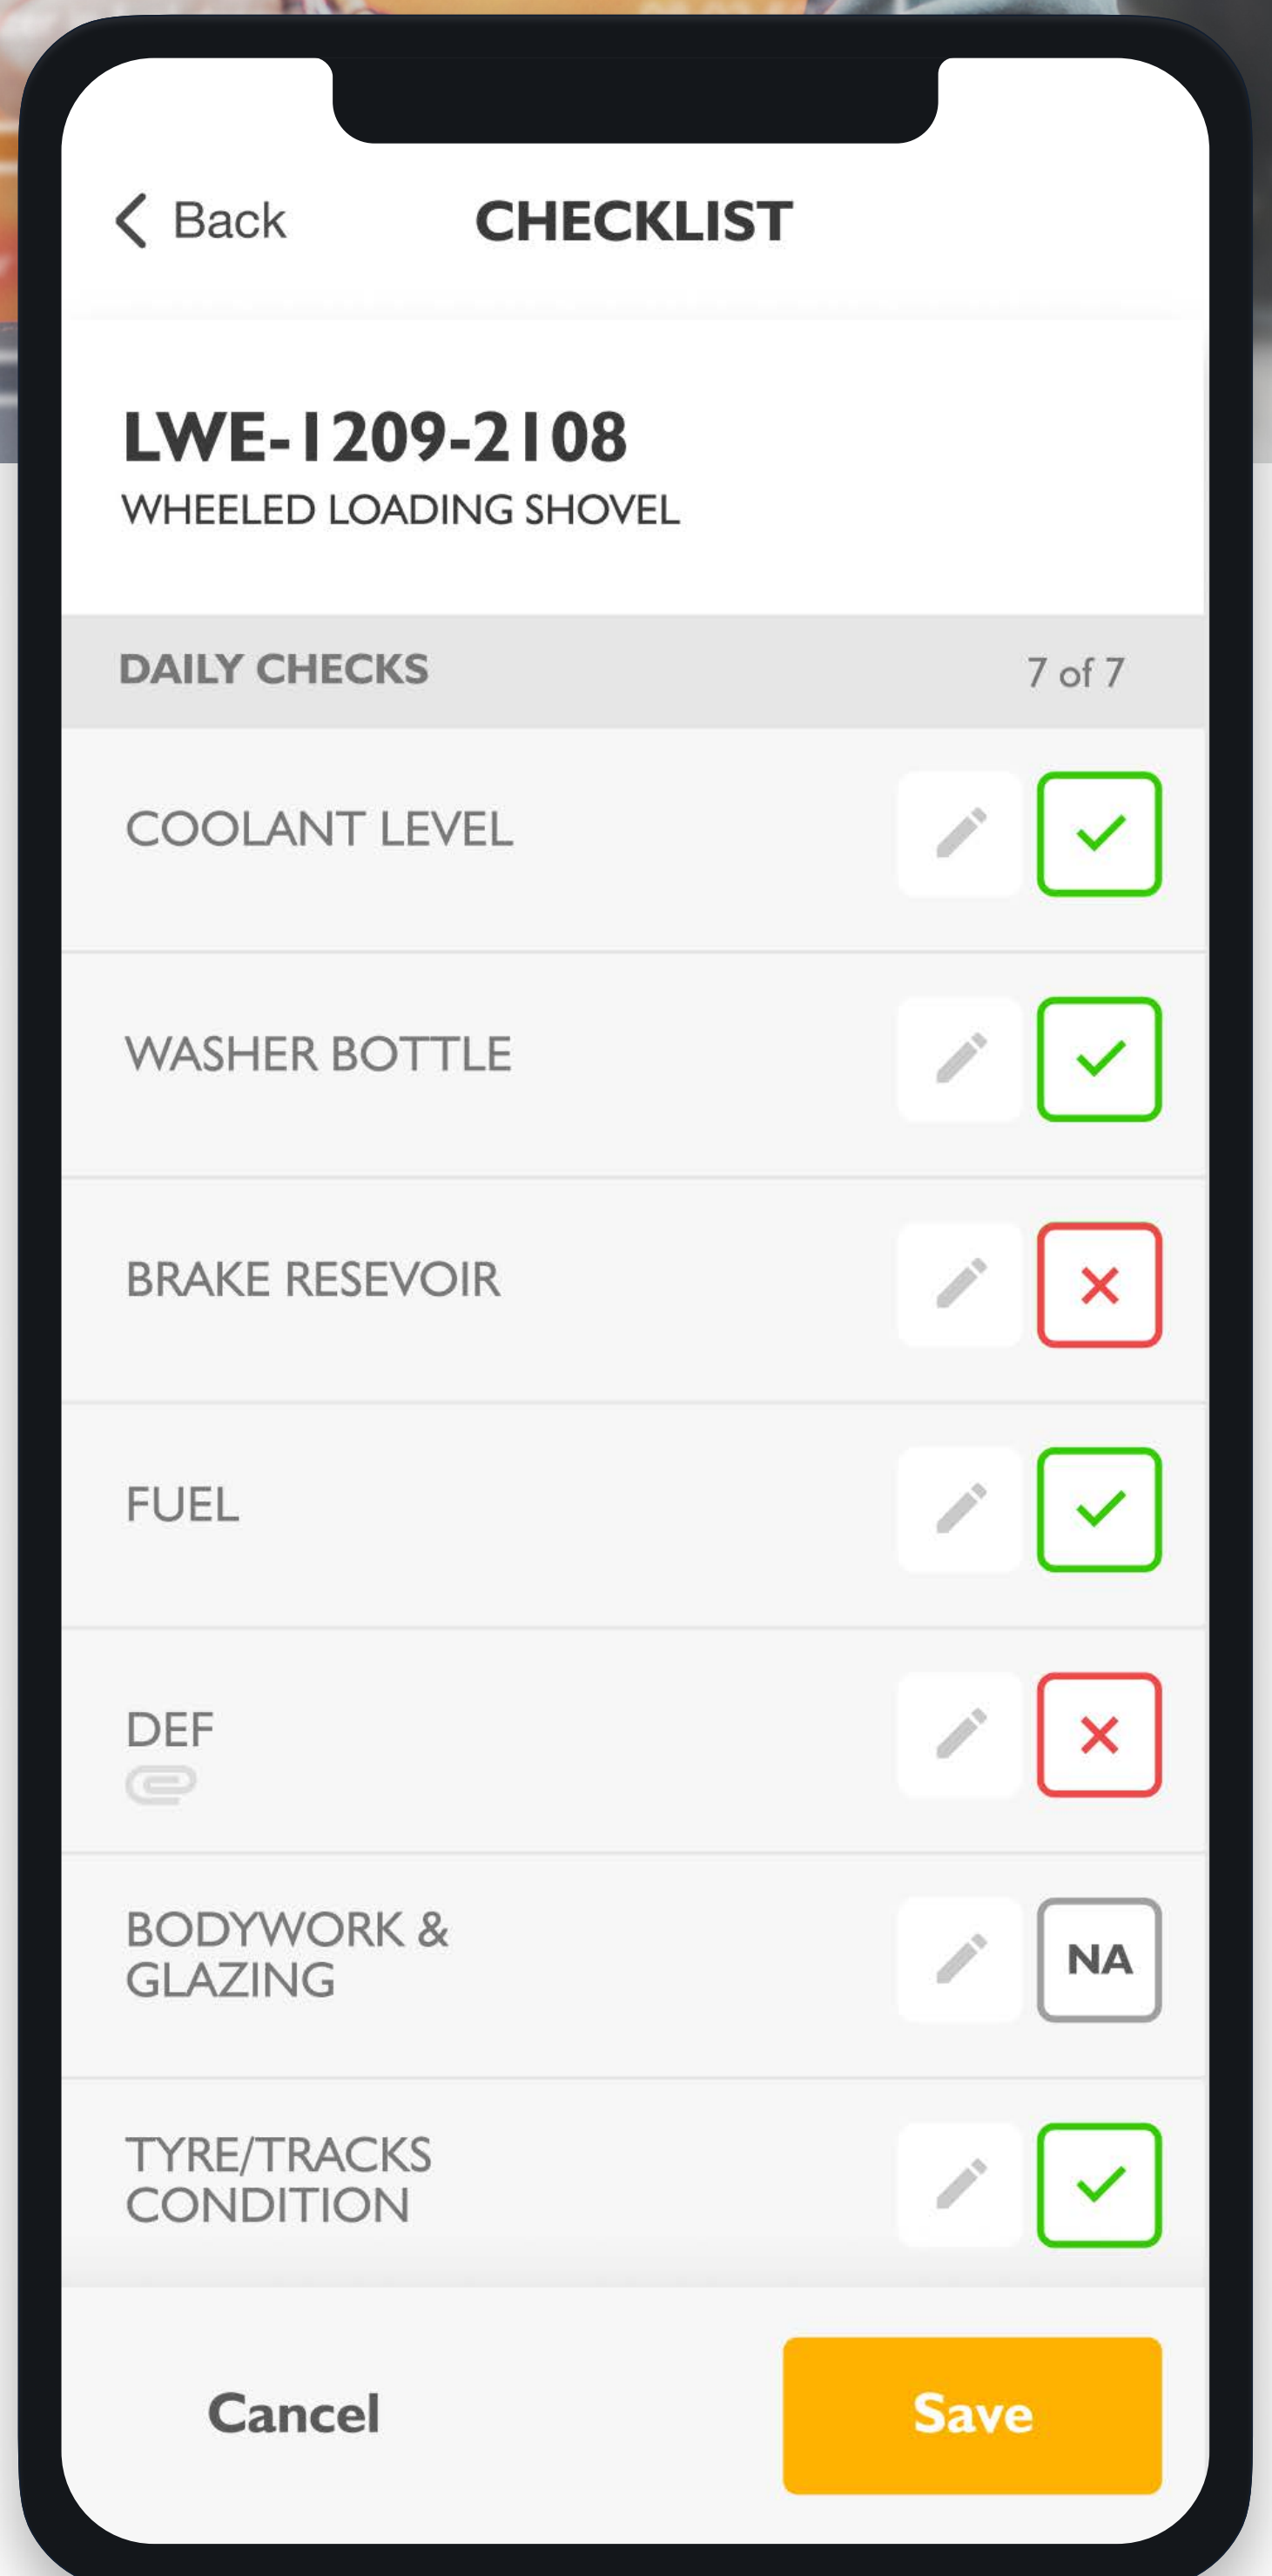 Back
CHECKLIST
LWE-1209-2108
WHEELED LOADING SHOVEL
DAILY CHECKS
7 of 7
COOLANT LEVEL
WASHER BOTTLE
BRAKE RESEVOIR
FUEL
DEF
BODYWORK &
GLAZING
NA
TYRE/TRACKS
CONDITION
Cancel
Save